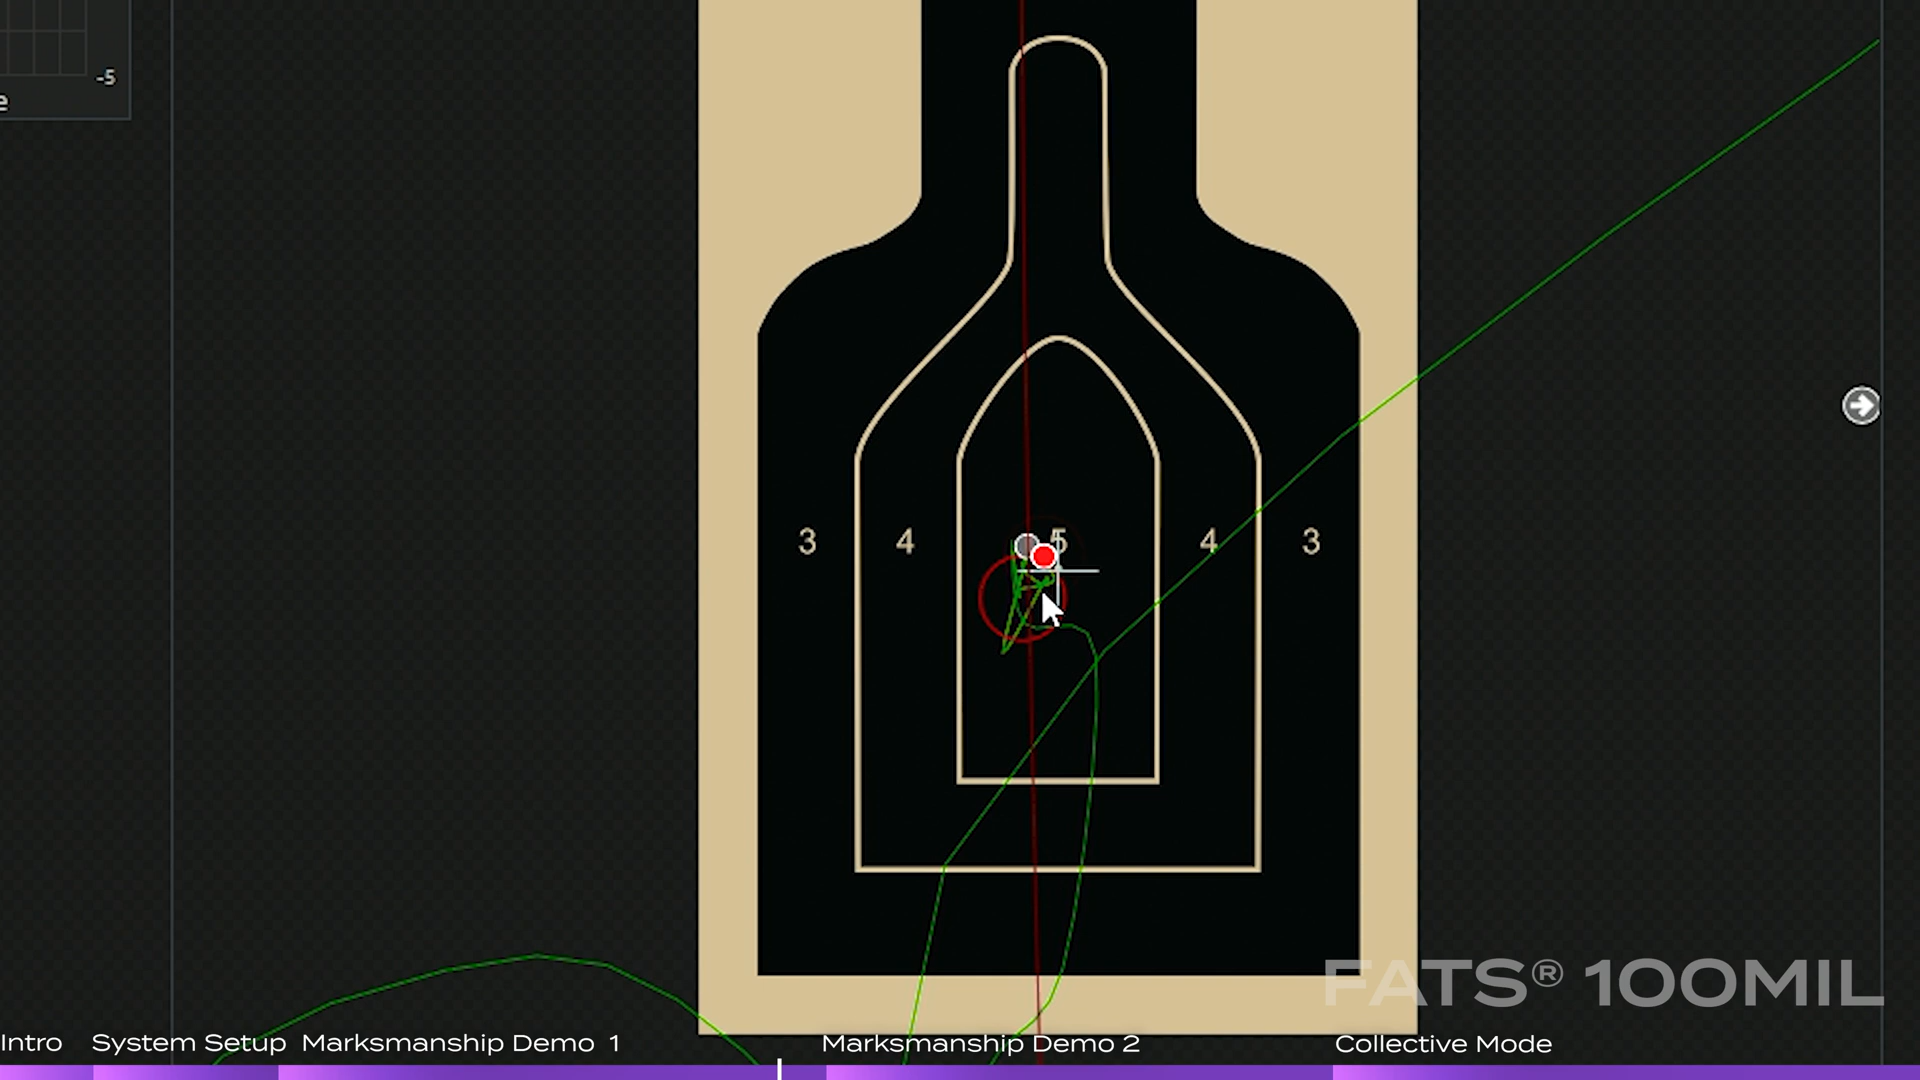 -5
e
3 4 5 4 3
FATS® 100MIL
Intro System Setup Marksmanship Demo 1 Marksmanship Demo 2 Collective Mode